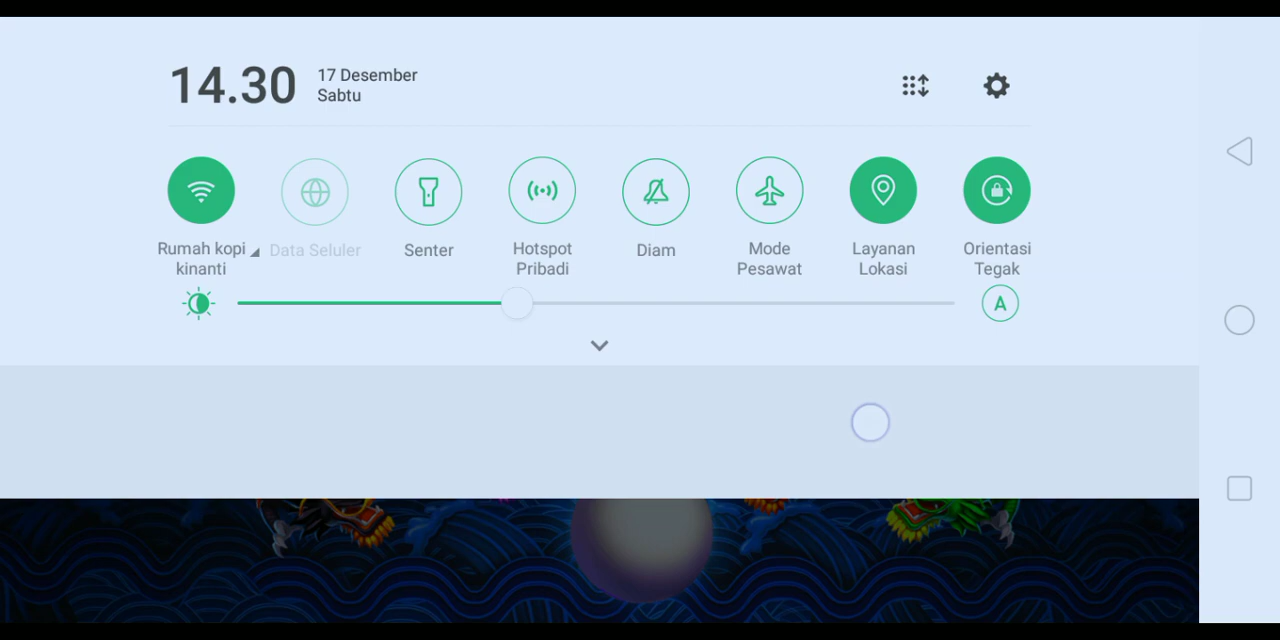 14.30
17 Desember
Sabtu
Rumah kopi
kinanti
Data Seluler
Senter
Hotspot
Pribadi
Diam
Mode
Pesawat
Layanan
Lokasi
Orientasi
Tegak
A